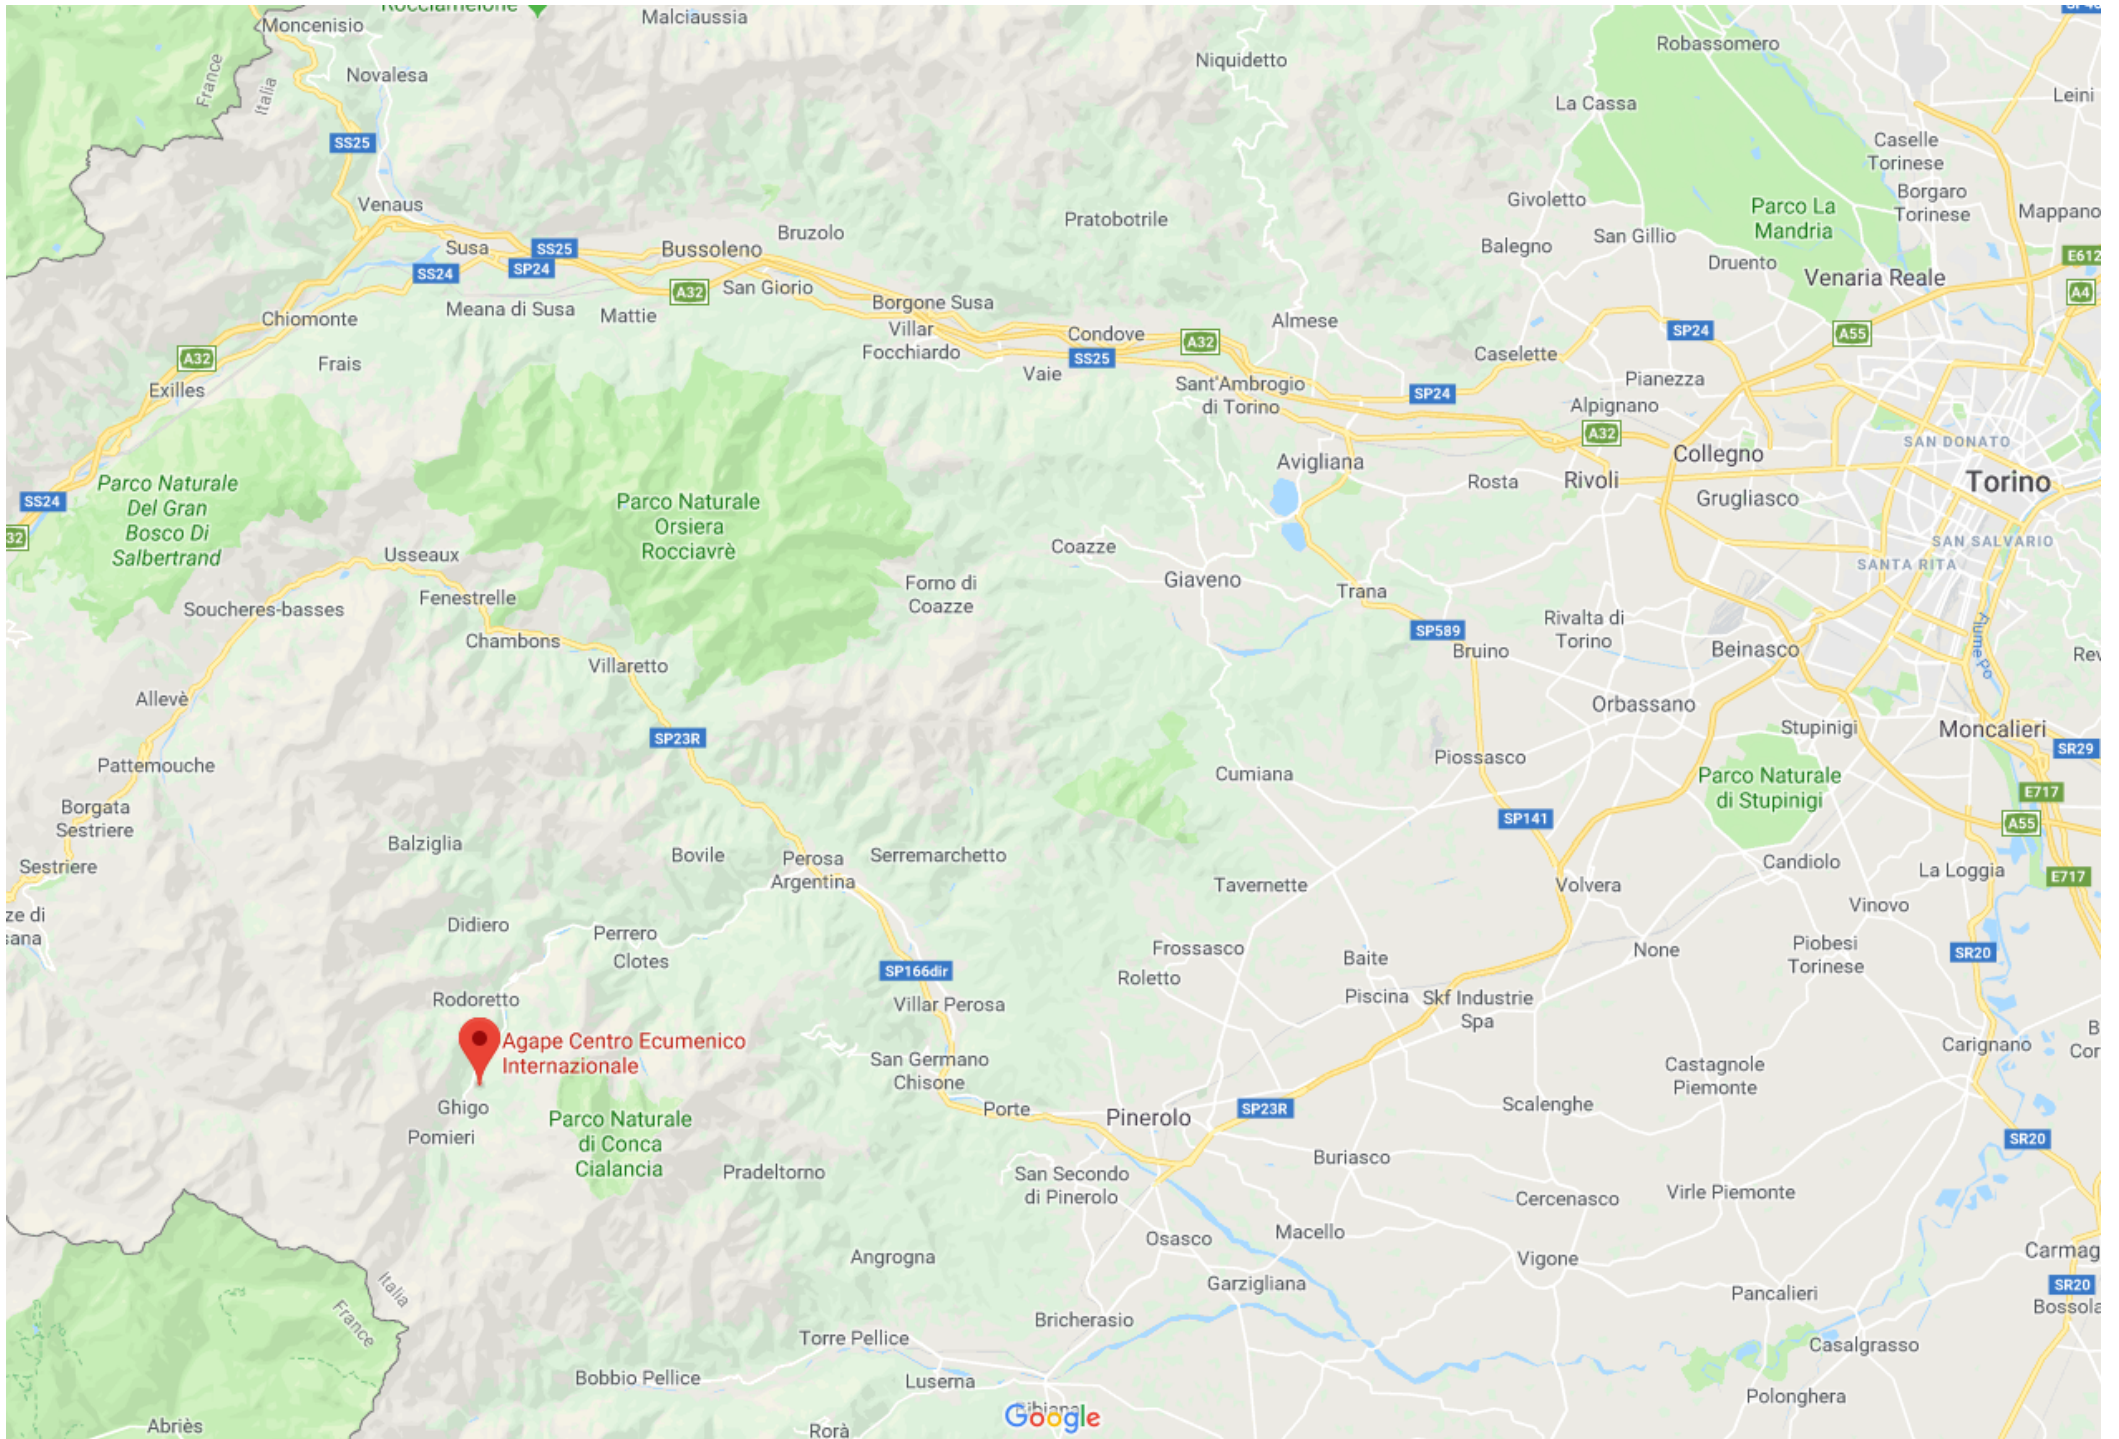 Rocciamelone
Moncenisio
Malciaussia
Niquidetto
Robassomero
Novalesa
France
Italia
La Cassa
Leini
SS25
Caselle
Torinese
Venaus
Givoletto
Parco La
Mandria
Borgaro
Torinese
Mappano
Pratobotrile
Bruzolo
Susa
SS25
Bussoleno
Balegno
San Gillio
Druento
E612
SS24
SP24
A32
San Giorio
Venaria Reale
A4
Meana di Susa
Mattie
Borgone Susa
Chiomonte
Villar
Focchiardo
Condove
A32
Almese
SP24
A55
A32
Frais
SS25
Vaie
Caselette
Exilles
Sant'Ambrogio
di Torino
SP24
Pianezza
Alpignano
A32
SAN DONATO
Collegno
Avigliana
Rosta
Rivoli
Torino
Grugliasco
SS24
Parco Naturale
Del Gran
Bosco Di
Salbertrand
Parco Naturale
Orsiera
Rocciavrè
32
Usseaux
Coazze
SAN SALVARIO
SANTA RITA
Fenestrelle
Forno di
Coazze
Giaveno
Trana
Soucheres-basses
Chambons
SP589
Rivalta di
Torino
Fiume Po
Bruino
Beinasco
Rev
Villaretto
Allevè
Orbassano
SP23R
Stupinigi
Moncalieri
SR29
Pattemouche
Cumiana
Piossasco
Parco Naturale
di Stupinigi
E717
Borgata
Sestriere
SP141
A55
Balziglia
Bovile
Perosa
Argentina
Serremarchetto
Sestriere
Candiolo
La Loggia
E717
Tavernette
Volvera
Vinovo
ze di
sana
Didiero
Perrero
Clotes
Frossasco
Roletto
Baite
None
Piobesi
Torinese
SR20
SP166dir
Rodoretto
Villar Perosa
Piscina
Skf Industrie
Spa
Agape Centro Ecumenico
Internazionale
San Germano
Chisone
Castagnole
Piemonte
Carignano
B
Cor
Ghigo
Parco Naturale
di Conca
Cialancia
Porte
Pinerolo
SP23R
Scalenghe
Pomieri
SR20
Pradeltorno
San Secondo
di Pinerolo
Buriasco
Cercenasco
Virle Piemonte
Osasco
Macello
Angrogna
Vigone
Carmag
Italia
France
Garzigliana
Pancalieri
SR20
Bossola
Bricherasio
Torre Pellice
Casalgrasso
Bobbio Pellice
Luserna
Polonghera
Abriès
Rorà
Google